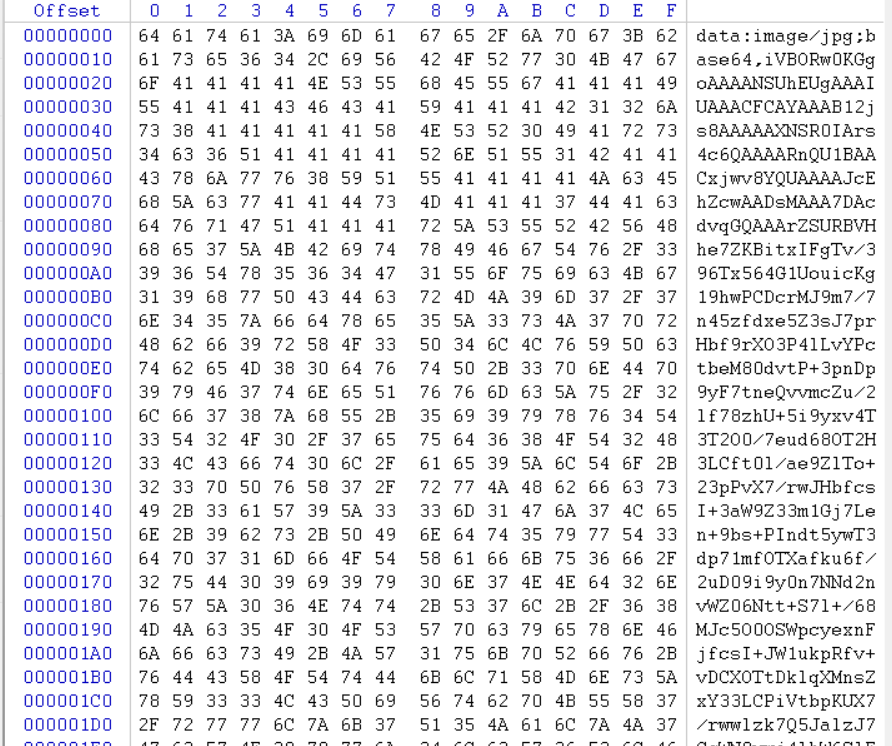 Offset 0 1 2 3 4 5 6 7 8 9 A B C D E F
00000000 64 61 74 61 3A 69 6D 61 67 65 2F 6A 70 67 3B 62 data:image/jpg;b
00000010 61 73 65 36 34 2C 69 56 42 4F 52 77 30 4B 47 67 ase64,iVBORw0KGg
00000020 6F 41 41 41 41 4E 53 55 68 45 55 67 41 41 41 49 oAAAANSUhEUgAAAI
00000030 55 41 41 41 43 46 43 41 59 41 41 41 42 31 32 6A UAAACFCAYAAAB12j
00000040 73 38 41 41 41 41 41 58 4E 53 52 30 49 41 72 73 s8AAAAAXNSR0IArs
00000050 34 63 36 51 41 41 41 41 52 6E 51 55 31 42 41 41 4c6QAAAARnQU1BAA
00000060 43 78 6A 77 76 38 59 51 55 41 41 41 41 4A 63 45 Cxjwv8YQUAAAAJcE
00000070 68 5A 63 77 41 41 44 73 4D 41 41 41 37 44 41 63 hZcwAADsMAAA7DAc
00000080 64 76 71 47 51 41 41 41 72 5A 53 55 52 42 56 48 dvqGQAAArZSURBVH
00000090 68 65 37 5A 4B 42 69 74 78 49 46 67 54 76 2F 33 he7ZKBitxIFgTv/3
000000A0 39 36 54 78 35 36 34 47 31 55 6F 75 69 63 4B 67 96Tx564G1UouicKg
000000B0 31 39 68 77 50 43 44 63 72 4D 4A 39 6D 37 2F 37 19hwPCDcrMJ9m7/7
000000C0 6E 34 35 7A 66 64 78 65 35 5A 33 73 4A 37 70 72 n45zfdxe5Z3sJ7pr
000000D0 48 62 66 39 72 58 4F 33 50 34 6C 4C 76 59 50 63 Hbf9rXO3P4lLvYPc
000000E0 74 62 65 4D 38 30 64 76 74 50 2B 33 70 6E 44 70 tbeM80dvtP+3pnDp
000000F0 39 79 46 37 74 6E 65 51 76 76 6D 63 5A 75 2F 32 9yF7tneQvvmcZu/2
00000100 6C 66 37 38 7A 68 55 2B 35 69 39 79 78 76 34 54 lf78zhU+5i9yxv4T
00000110 33 54 32 4F 30 2F 37 65 75 64 36 38 4F 54 32 48 3T2O0/7eud68OT2H
00000120 33 4C 43 66 74 30 6C 2F 61 65 39 5A 6C 54 6F 2B 3LCft0l/ae9ZlTo+
00000130 32 33 70 50 76 58 37 2F 72 77 4A 48 62 66 63 73 23pPvX7/rwJHbfcs
00000140 49 2B 33 61 57 39 5A 33 33 6D 31 47 6A 37 4C 65 I+3aW9Z33m1Gj7Le
00000150 6E 2B 39 62 73 2B 50 49 6E 64 74 35 79 77 54 33 n+9bs+PIndt5ywT3
00000160 64 70 37 31 6D 66 4F 54 58 61 66 6B 75 36 66 2F dp71mfOTXafku6f/
00000170 32 75 44 30 39 69 39 79 30 6E 37 4E 4E 64 32 6E 2uD09i9y0n7NNd2n
00000180 76 57 5A 30 36 4E 74 74 2B 53 37 6C 2B 2F 36 38 vWZ06Ntt+S7l+/68
00000190 4D 4A 63 35 4F 30 4F 53 57 70 63 79 65 78 6E 46 MJc5O0OSWpcyexnF
000001A0 6A 66 63 73 49 2B 4A 57 31 75 6B 70 52 66 76 2B jfcsI+JW1ukpRfv+
000001B0 76 44 43 58 4F 54 74 44 6B 6C 71 58 4D 6E 73 5A vDCXOTtDklqXMnsZ
000001C0 78 59 33 33 4C 43 50 69 56 74 62 70 4B 55 58 37 xY33LCPiVtbpKUX7
000001D0 2F 72 77 77 6C 7A 6B 37 51 35 4A 61 6C 7A 4A 37 /rwwlzk7Q5JalzJ7